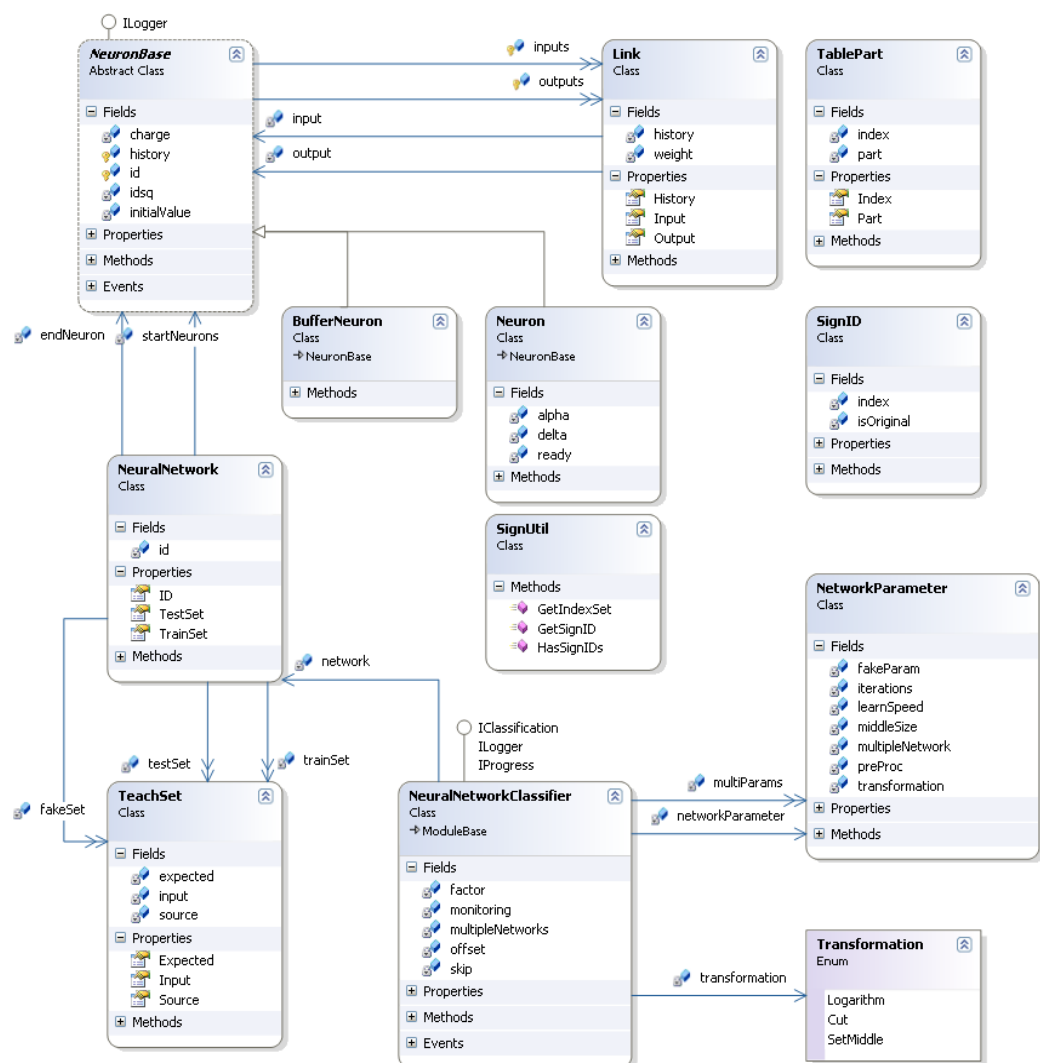 ILogger
NeuronBase
Abstract Class
Fields
charge
history
id
idsq
initialValue
Properties
Methods
Events
inputs
outputs
input
output
Link
Class
Fields
history
weight
Properties
History
Input
Output
Methods
TablePart
Class
Fields
index
part
Properties
Index
Part
Methods
endNeuron
startNeurons
BufferNeuron
Class
NeuronBase
Methods
Neuron
Class
NeuronBase
Fields
alpha
delta
ready
Methods
SignID
Class
Fields
index
isOriginal
Properties
Methods
NeuralNetwork
Class
Fields
id
Properties
ID
TestSet
TrainSet
Methods
SignUtil
Class
Methods
GetIndexSet
GetSignID
HasSignIDs
NetworkParameter
Class
Fields
fakeParam
iterations
learnSpeed
middleSize
multipleNetwork
preProc
transformation
Properties
Methods
network
testSet
trainSet
fakeSet
IClassification
ILogger
IProgress
TeachSet
Class
Fields
expected
input
source
Properties
Expected
Input
Source
Methods
NeuralNetworkClassifier
Class
ModuleBase
Fields
factor
monitoring
multipleNetworks
offset
skip
Properties
Methods
Events
multiParams
networkParameter
transformation
Transformation
Enum
Logarithm
Cut
SetMiddle